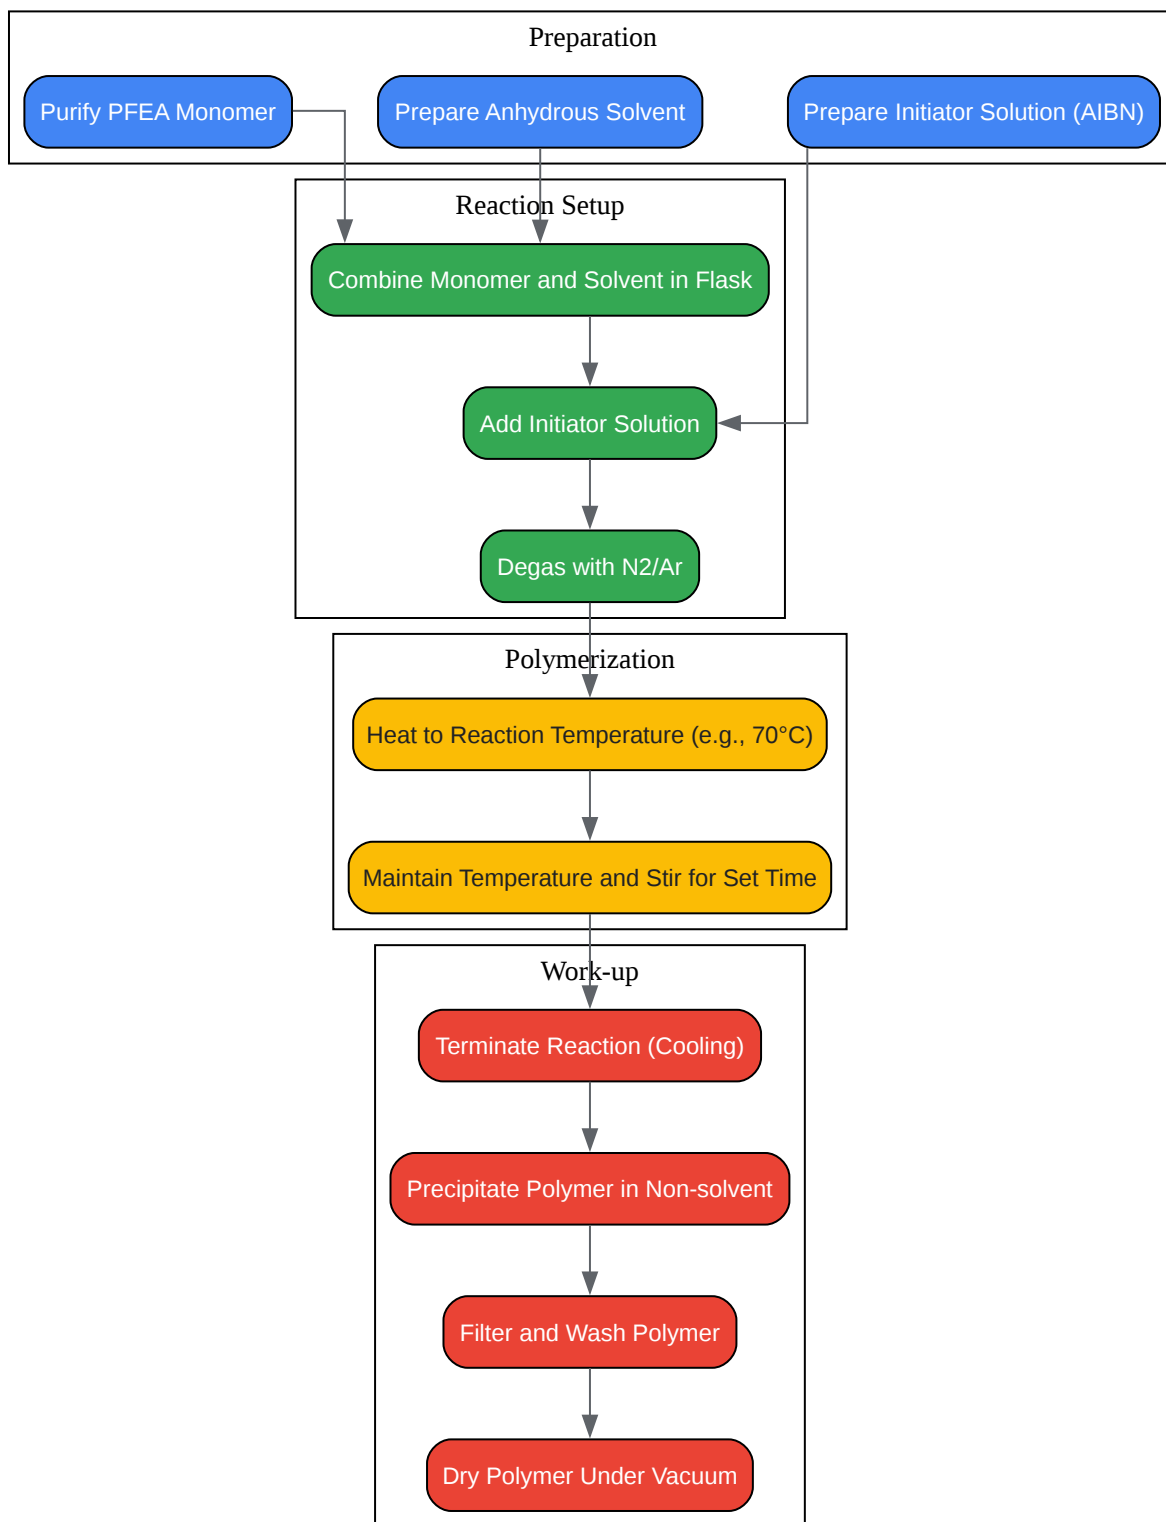 Preparation
Purify PFEA Monomer
Prepare Anhydrous Solvent
Prepare Initiator Solution (AIBN)
Reaction Setup
Combine Monomer and Solvent in Flask
Add Initiator Solution
Degas with N2/Ar
Polymerization
Heat to Reaction Temperature (e.g., 70°C)
Maintain Temperature and Stir for Set Time
Work-up
Terminate Reaction (Cooling)
Precipitate Polymer in Non-solvent
Filter and Wash Polymer
Dry Polymer Under Vacuum